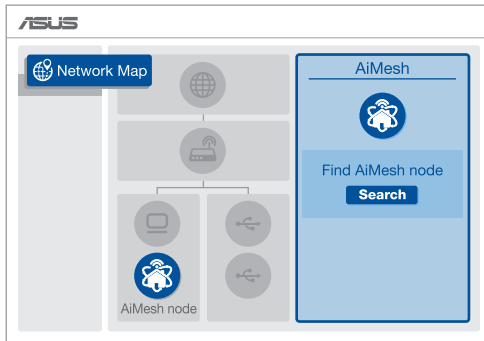 ASUS
Network Map
AiMesh node
AiMesh
Find AiMesh node
Search